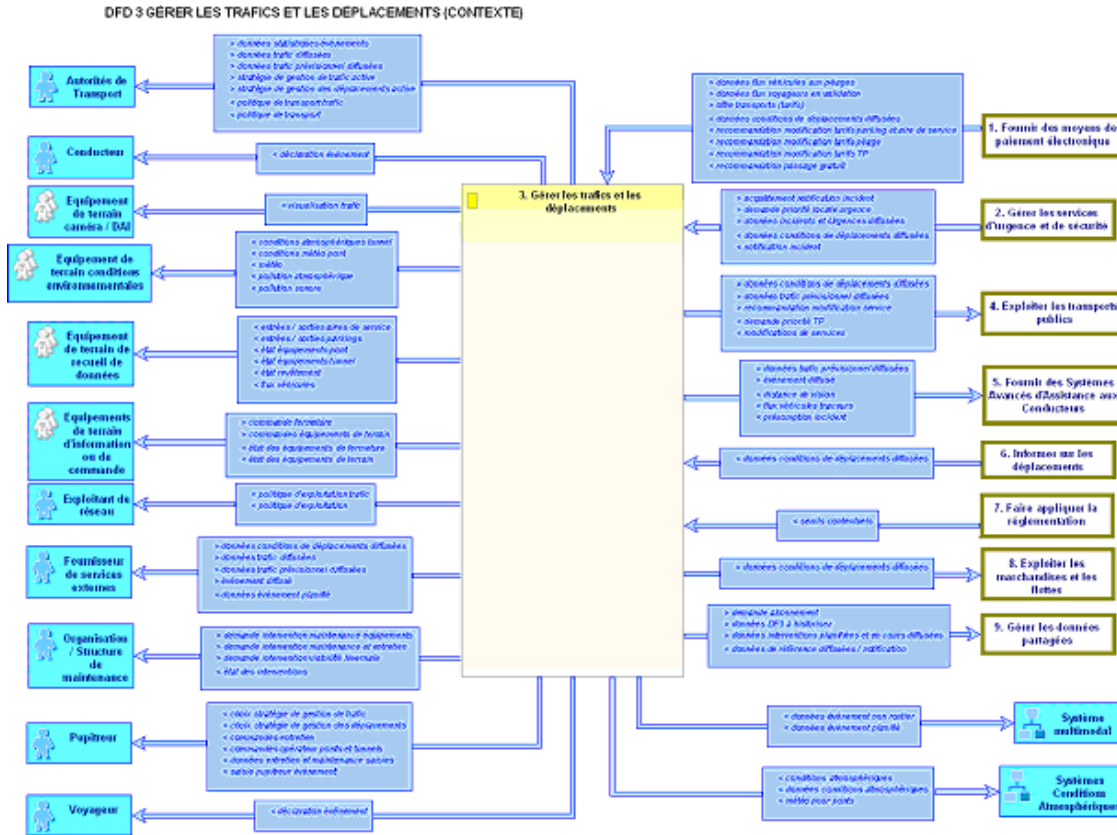 DFD 3 GÉRER LES TRAFICS ET LES DÉPLACEMENTS (CONTEXTE)
Autorités de
Transport
> données statistiques événements
> données trafic diffusées
> données trafic prévisionnel diffusées
> stratégie de gestion de trafic active
> stratégie de gestion des déplacements active
< politique de transport trafic
< politique de transport
Conducteur
< déclaration événement
Equipement
de terrain
caméra / DAI
< visualisation trafic
Equipement de
terrain conditions
environnementales
< conditions atmosphériques tunnel
< conditions météo pont
< météo
< pollution atmosphérique
< pollution sonore
Equipement
de terrain de
recueil de
données
< entrées / sorties aires de service
< entrées / sorties parkings
< état équipements pont
< état équipements tunnel
< état revêtement
< flux véhicules
Equipements
de terrain
d'information
ou de
commande
> commande fermeture
> commandes équipements de terrain
< état des équipements de fermeture
< état des équipements de terrain
Exploitant de
réseau
< politique d'exploitation trafic
< politique d'exploitation
Fournisseur
de services
externes
> données conditions de déplacements diffusées
> données trafic diffusées
> données trafic prévisionnel diffusées
> événement diffusé
< données événement planifié
Organisation
/ Structure
de
maintenance
> demande intervention maintenance équipements
> demande intervention maintenance et entretien
> demande intervention viabilité hivernale
< état des interventions
Pupitreur
< choix stratégie de gestion de trafic
< choix stratégie de gestion des déplacements
< commandes entretien
< commandes opérateur ponts et tunnels
< données entretien et maintenance saisies
< saisie pupitreur événement
Voyageur
< déclaration événement
3. Gérer les trafics et les
déplacements
> données flux véhicules aux péages
> données flux voyageurs en validation
> offre transports (tarifs)
< données conditions de déplacements diffusées
< recommandation modification tarifs parking et aire de service
< recommandation modification tarifs péage
< recommandation modification tarifs TP
< recommandation passage gratuit
1. Fournir des moyens de
paiement électronique
> acquittement notification incident
> demande priorité locale urgence
> données incidents et Urgences diffusées
< données conditions de déplacements diffusées
< notification incident
2. Gérer les services
d'urgence et de sécurité
> données conditions de déplacements diffusées
> données trafic prévisionnel diffusées
> recommandation modification service
< demande priorité TP
< modifications de services
4. Exploiter les transports
publics
> données trafic prévisionnel diffusées
> événement diffusé
< distance de vision
< flux véhicules traceurs
< présomption incident
5. Fournir des Systèmes
Avancés d'Assistance aux
Conducteurs
< données conditions de déplacements diffusées
6. Informer sur les
déplacements
< seuils contextuels
7. Faire appliquer la
réglementation
< données conditions de déplacements diffusées
8. Exploiter les
marchandises et les
flottes
> demande abonnement
> données DF3 à historiser
> données interventions planifiées et en cours diffusées
< données de référence diffusées / notification
9. Gérer les données
partagées
< données événement non routier
< données événement planifié
Système
multimodal
< conditions atmosphériques
< données conditions atmosphériques
< météo pour ponts
Systèmes
Conditions
Atmosphériques